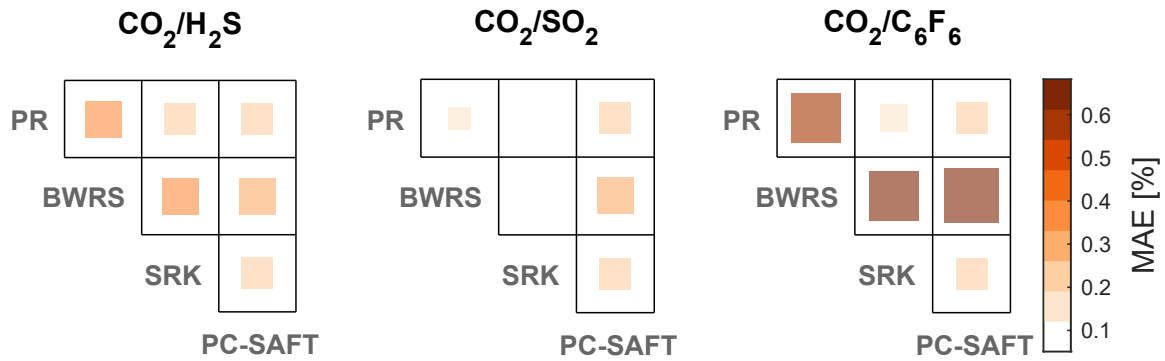 CO₂/H₂S
CO₂/SO₂
CO₂/C₆F₆
PR
BWRS
SRK
PC-SAFT
PR
BWRS
SRK
PC-SAFT
PR
BWRS
SRK
PC-SAFT
0.6
0.5
0.4
0.3
0.2
0.1
MAE [%]